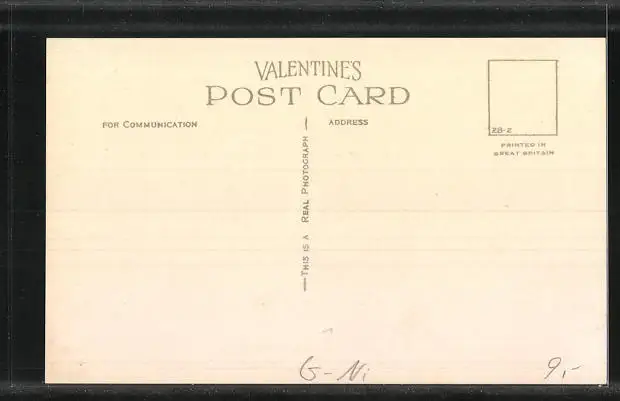 VALENTINE'S
POST CARD
FOR COMMUNICATION
ADDRESS
THIS IS A REAL PHOTOGRAPH
28-2
PRINTED IN
GREAT BRITAIN
G-Ni
9,-